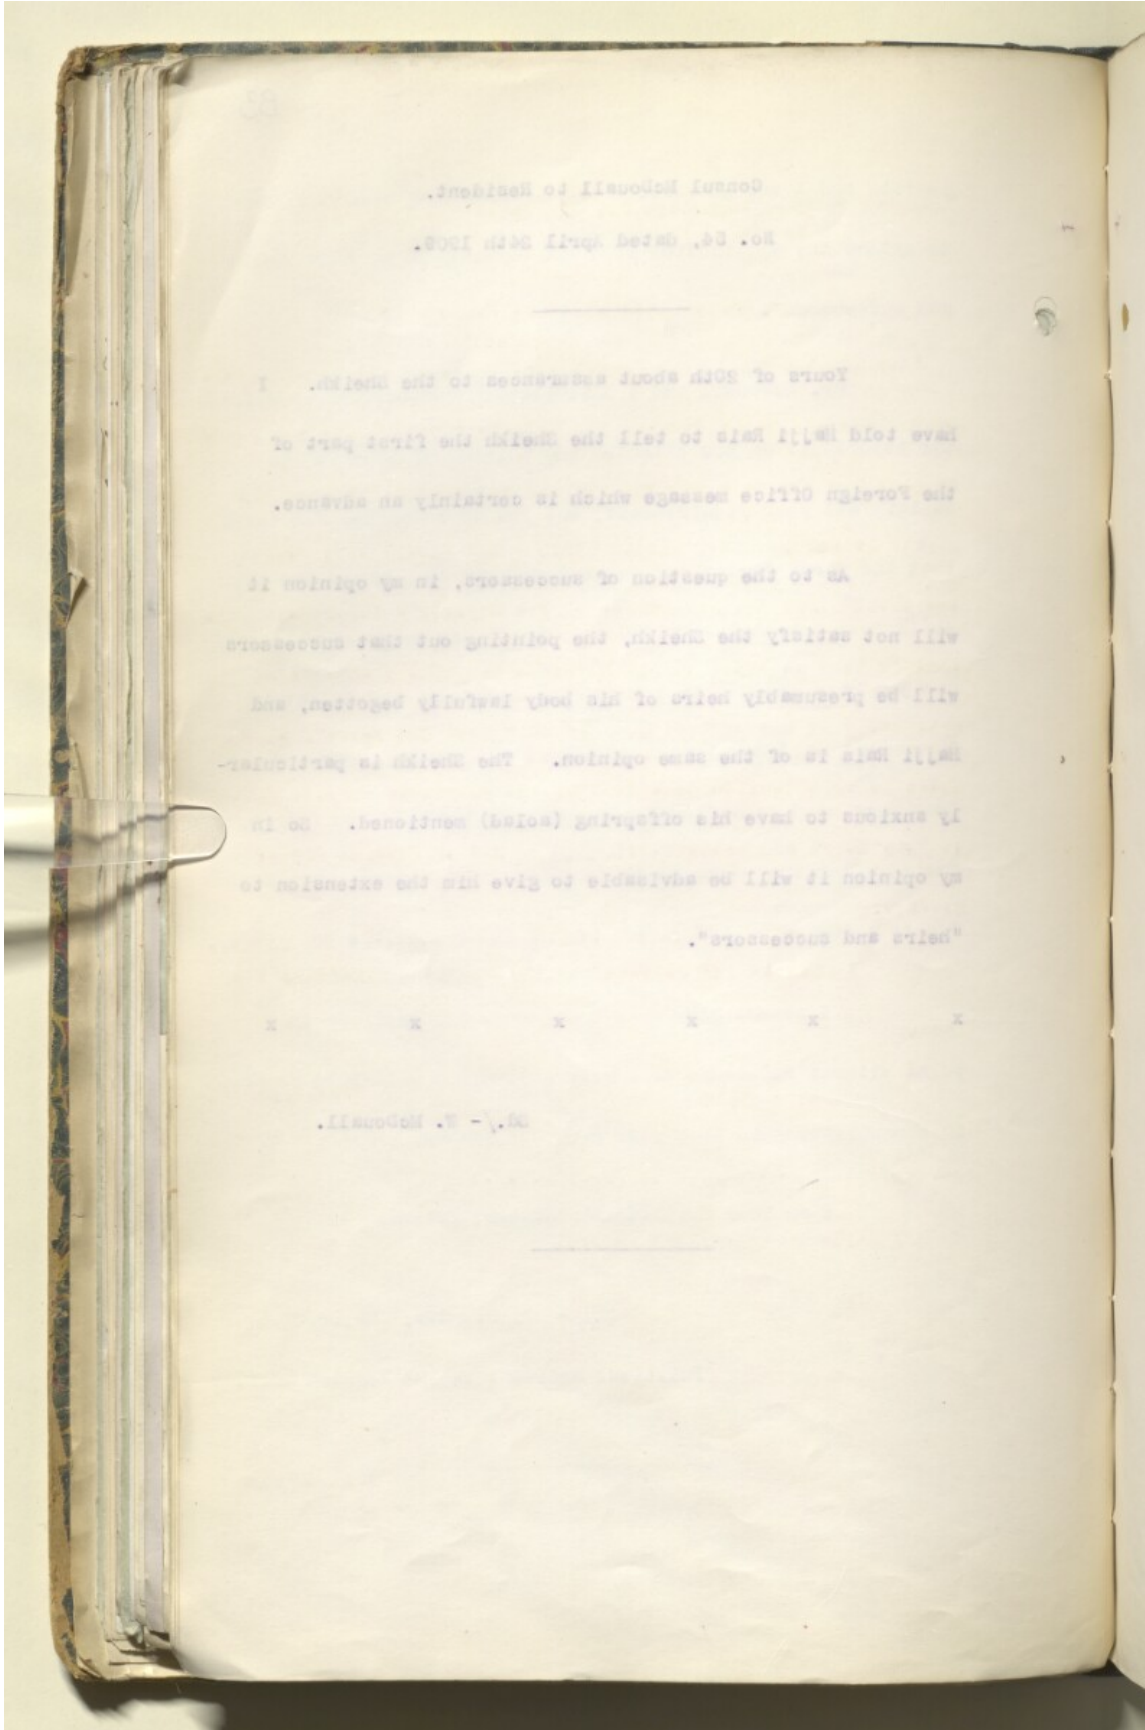 83
Consul McDouall to Resident.
No. 54, dated April 24th 1909.
Yours of 20th about assurances to the Sheikh. I
have told Hajji Rais to tell the Sheikh the first part of
the Foreign Office message which is certainly an advance.
As to the question of successors, in my opinion it
will not satisfy the Sheikh, the pointing out that successors
will be presumably heirs of his body lawfully begotten, and
Hajji Rais is of the same opinion. The Sheikh is particular-
ly anxious to have his offspring (aolud) mentioned. So in
my opinion it will be advisable to give him the extension to
"heirs and successors".
x x x x x x
Sd./- W. McDouall.